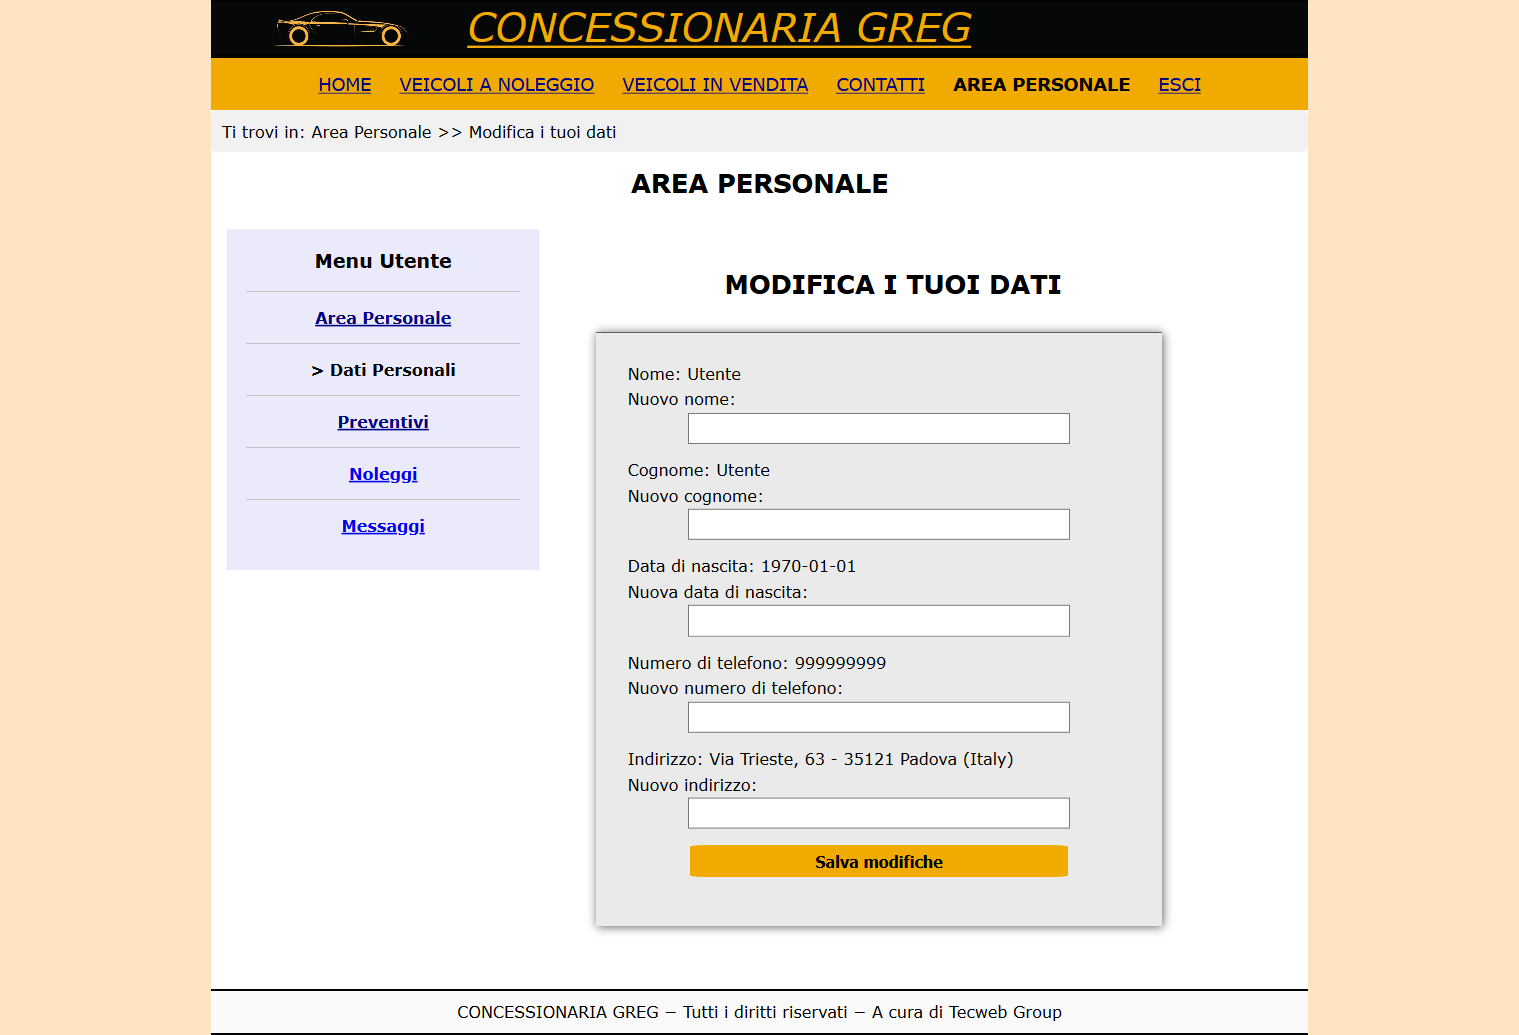 CONCESSIONARIA GREG
HOME VEICOLI A NOLEGGIO VEICOLI IN VENDITA CONTATTI AREA PERSONALE ESCI
Ti trovi in: Area Personale >> Modifica i tuoi dati
AREA PERSONALE
Menu Utente
Area Personale
> Dati Personali
Preventivi
Noleggi
Messaggi
MODIFICA I TUOI DATI
Nome: Utente
Nuovo nome:
Cognome: Utente
Nuovo cognome:
Data di nascita: 1970-01-01
Nuova data di nascita:
Numero di telefono: 999999999
Nuovo numero di telefono:
Indirizzo: Via Trieste, 63 - 35121 Padova (Italy)
Nuovo indirizzo:
Salva modifiche
CONCESSIONARIA GREG − Tutti i diritti riservati − A cura di Tecweb Group